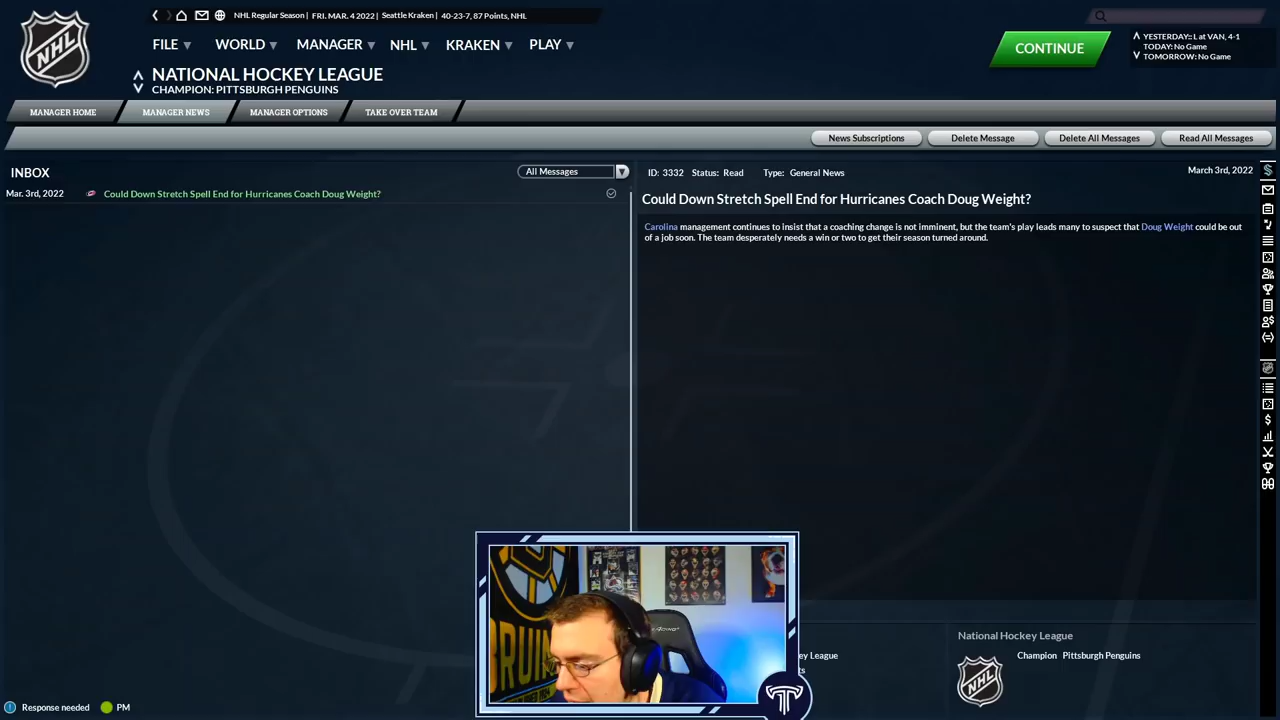 NHL Regular Season | FRI. MAR. 4 2022 | Seattle Kraken | 40-23-7, 87 Points, NHL
FILE WORLD MANAGER NHL KRAKEN PLAY
CONTINUE
YESTERDAY: L at VAN, 4-1
TODAY: No Game
TOMORROW: No Game
NHL
NATIONAL HOCKEY LEAGUE
CHAMPION: PITTSBURGH PENGUINS
MANAGER HOME MANAGER NEWS MANAGER OPTIONS TAKE OVER TEAM
News Subscriptions Delete Message Delete All Messages Read All Messages
INBOX All Messages
Mar. 3rd, 2022 Could Down Stretch Spell End for Hurricanes Coach Doug Weight?
ID: 3332 Status: Read Type: General News March 3rd, 2022
Could Down Stretch Spell End for Hurricanes Coach Doug Weight?
Carolina management continues to insist that a coaching change is not imminent, but the team's play leads many to suspect that Doug Weight could be out
of a job soon. The team desperately needs a win or two to get their season turned around.
BRUIN
National Hockey League
ey League
Champion Pittsburgh Penguins
ts
NHL
Response needed PM